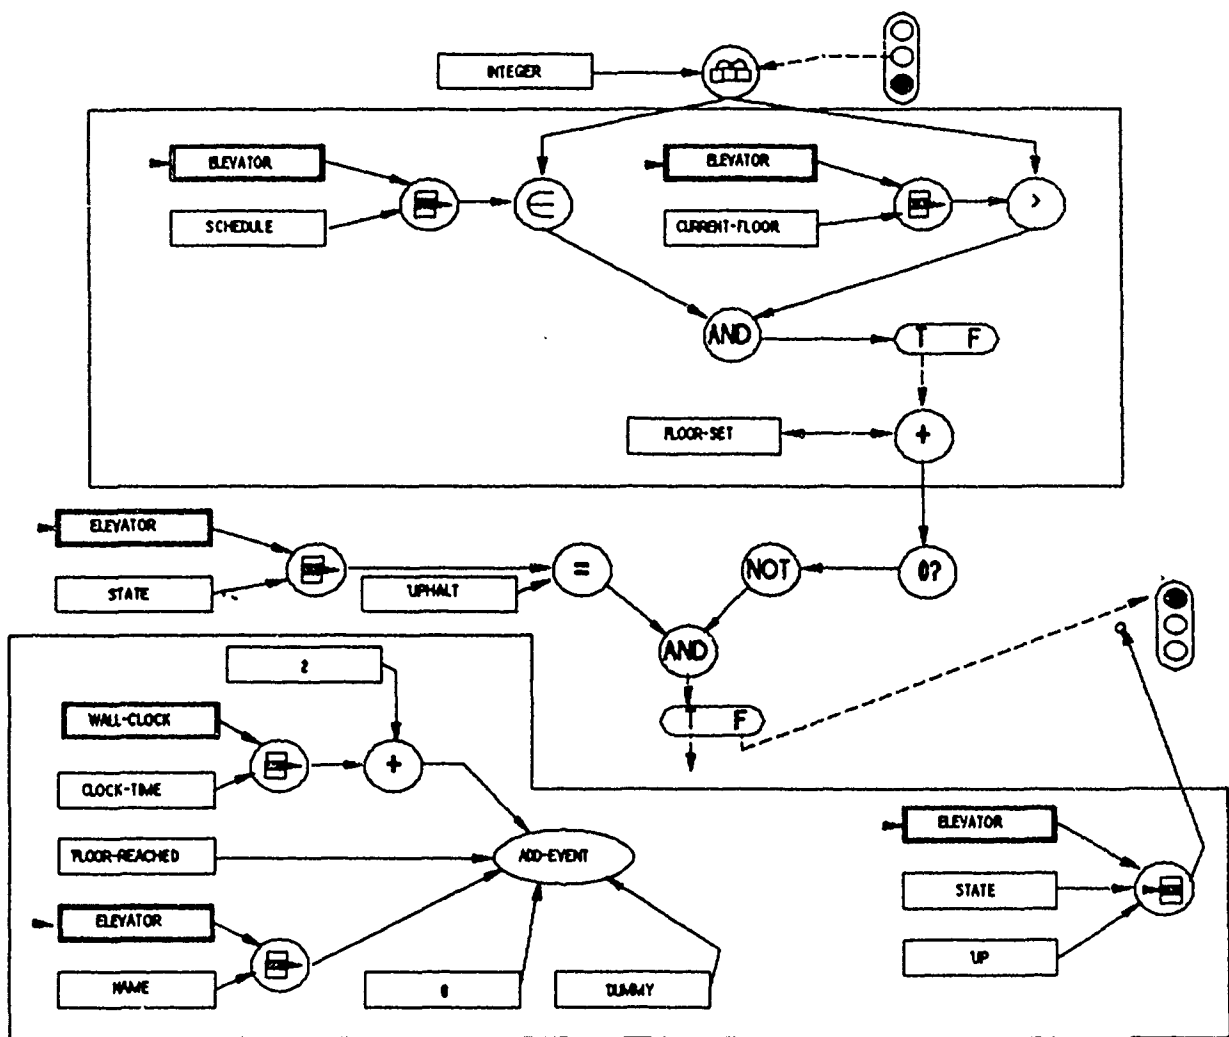 INTEGER
ELEVATOR
ELEVATOR
SCHEDULE
∈
CURRENT-FLOOR
>
AND
T F
FLOOR-SET
+
ELEVATOR
STATE
'UPHALT
=
NOT
0?
AND
2
T F
WALL-CLOCK
+
CLOCK-TIME
ELEVATOR
'FLOOR-REACHED
ADD-EVENT
STATE
ELEVATOR
'UP
NAME
0
DUMMY